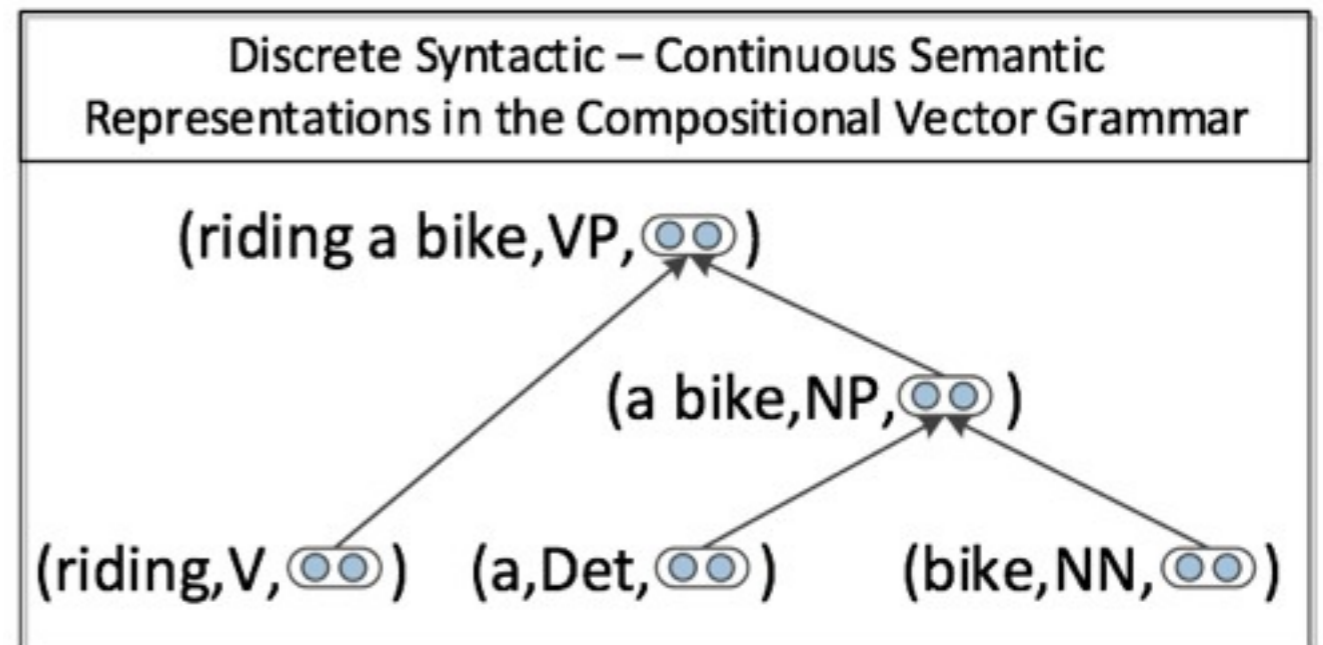 Discrete Syntactic – Continuous Semantic
Representations in the Compositional Vector Grammar
(riding a bike,VP, )
(a bike,NP, )
(riding,V, ) (a,Det, ) (bike,NN, )